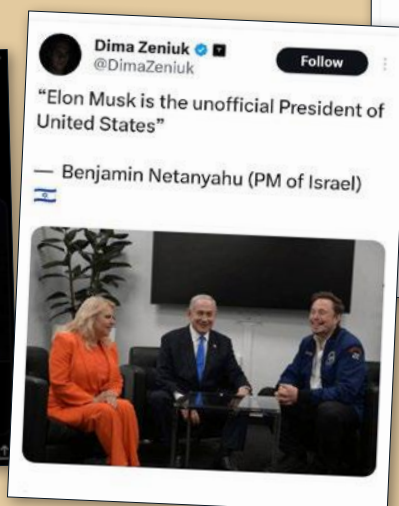 Dima Zeniuk
@DimaZeniuk
Follow
“Elon Musk is the unofficial President of
United States”
— Benjamin Netanyahu (PM of Israel)